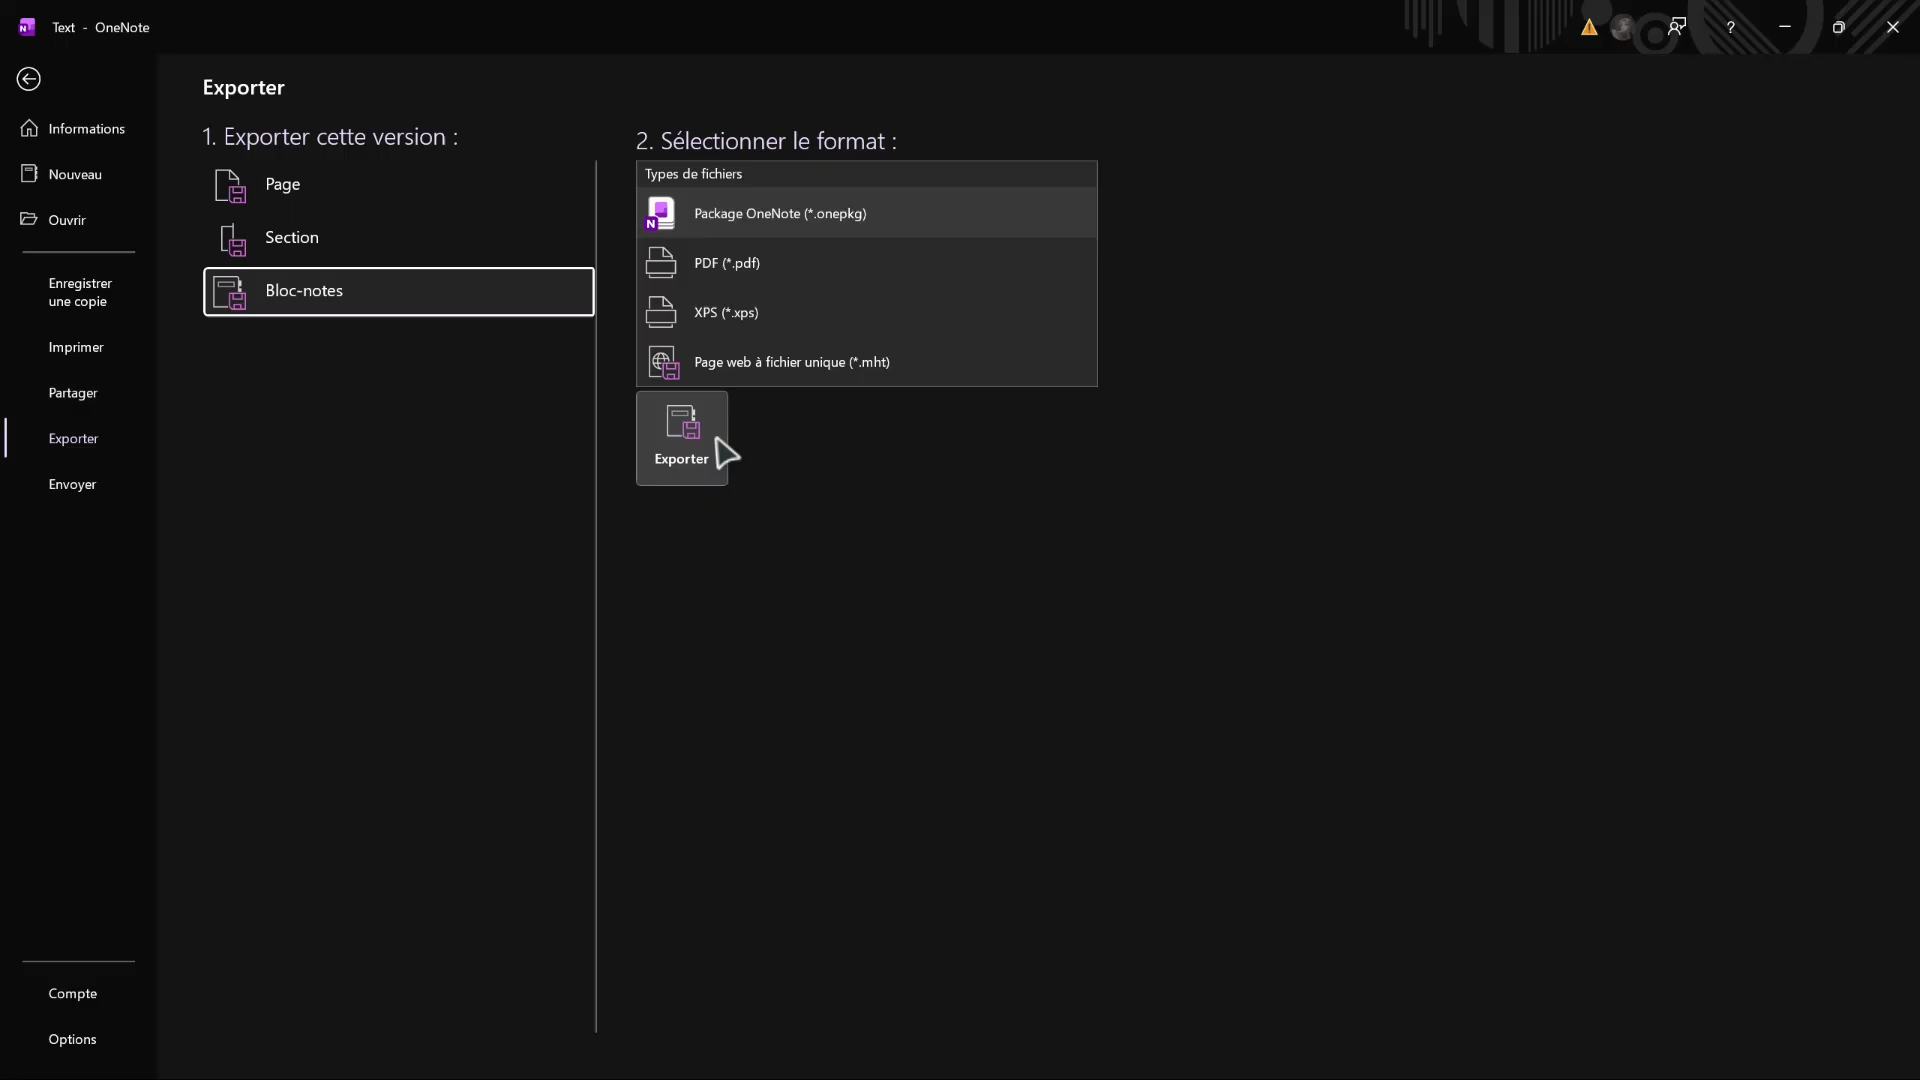 Text - OneNote
?
Exporter
Informations
Nouveau
Ouvrir
Enregistrer
une copie
Imprimer
Partager
Exporter
Envoyer
Compte
Options
1. Exporter cette version :
Page
Section
Bloc-notes
2. Sélectionner le format :
Types de fichiers
N
Package OneNote (*.onepkg)
PDF (*.pdf)
XPS (*.xps)
Page web à fichier unique (*.mht)
Exporter